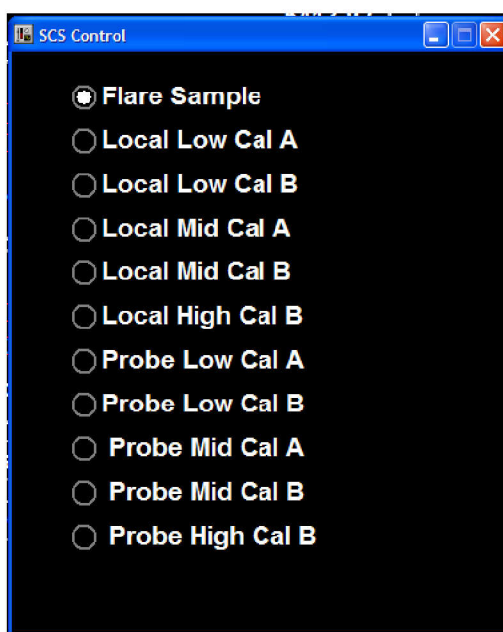 SCS Control
Flare Sample
Local Low Cal A
Local Low Cal B
Local Mid Cal A
Local Mid Cal B
Local High Cal B
Probe Low Cal A
Probe Low Cal B
Probe Mid Cal A
Probe Mid Cal B
Probe High Cal B